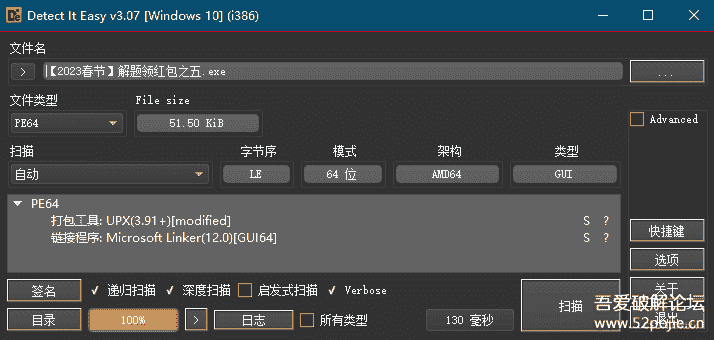 Detect It Easy v3.07 [Windows 10] (i386)
文件名
> 【2023春节】解题领红包之五.exe ...
文件类型 File size
PE64 51.50 KiB Advanced
扫描 字节序 模式 架构 类型
自动 LE 64 位 AMD64 GUI
PE64
打包工具: UPX(3.91+)[modified] S ?
链接程序: Microsoft Linker(12.0)[GUI64] S ?
快捷键
选项
签名 递归扫描 深度扫描 启发式扫描 Verbose 扫描 关于
目录 100% > 日志 所有类型 130 毫秒 退出
吾爱破解论坛
www.52pojie.cn